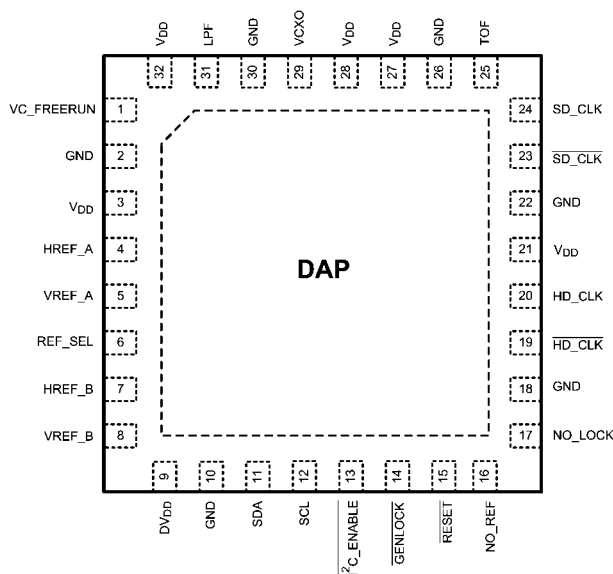 VDD LPF GND VCXO VDD VDD GND TOF
32 31 30 29 28 27 26 25
VC_FREERUN 1 24 SD_CLK
GND 2 23 SD_CLK
VDD 3 22 GND
HREF_A 4 21 VDD
DAP
VREF_A 5 20 HD_CLK
REF_SEL 6 19 HD_CLK
HREF_B 7 18 GND
VREF_B 8 17 NO_LOCK
9 10 11 12 13 14 15 16
DVDD GND SDA SCL ²C_ENABLE GENLOCK RESET NO_REF